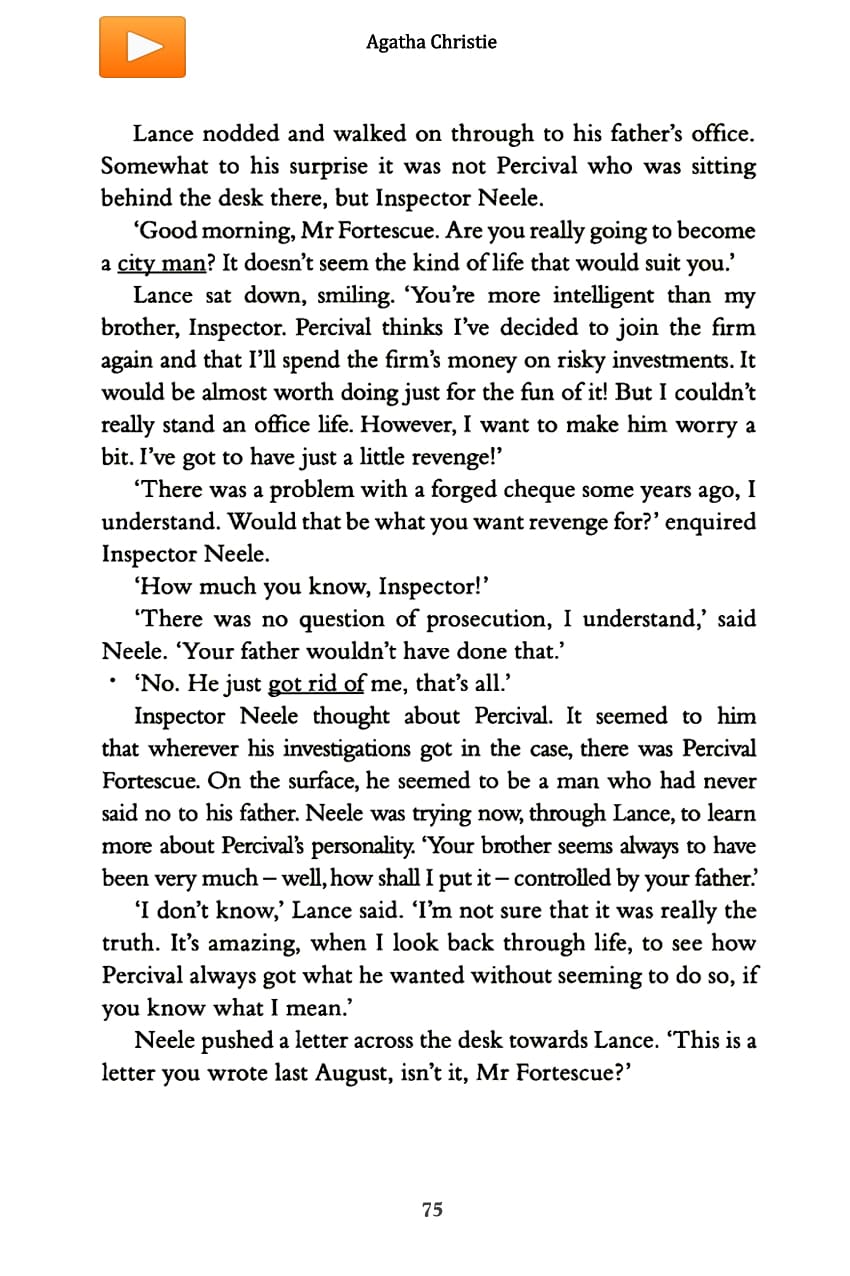 Agatha Christie
Lance nodded and walked on through to his father’s office.
Somewhat to his surprise it was not Percival who was sitting
behind the desk there, but Inspector Neele.
‘Good morning, Mr Fortescue. Are you really going to become
a city man? It doesn’t seem the kind of life that would suit you.’
Lance sat down, smiling. ‘You’re more intelligent than my
brother, Inspector. Percival thinks I’ve decided to join the firm
again and that I’ll spend the firm’s money on risky investments. It
would be almost worth doing just for the fun of it! But I couldn’t
really stand an office life. However, I want to make him worry a
bit. I’ve got to have just a little revenge!’
‘There was a problem with a forged cheque some years ago, I
understand. Would that be what you want revenge for?’ enquired
Inspector Neele.
‘How much you know, Inspector!’
‘There was no question of prosecution, I understand,’ said
Neele. ‘Your father wouldn’t have done that.’
‘No. He just got rid of me, that’s all.’
Inspector Neele thought about Percival. It seemed to him
that wherever his investigations got in the case, there was Percival
Fortescue. On the surface, he seemed to be a man who had never
said no to his father. Neele was trying now, through Lance, to learn
more about Percival’s personality. ‘Your brother seems always to have
been very much – well, how shall I put it – controlled by your father.’
‘I don’t know,’ Lance said. ‘I’m not sure that it was really the
truth. It’s amazing, when I look back through life, to see how
Percival always got what he wanted without seeming to do so, if
you know what I mean.’
Neele pushed a letter across the desk towards Lance. ‘This is a
letter you wrote last August, isn’t it, Mr Fortescue?’
75